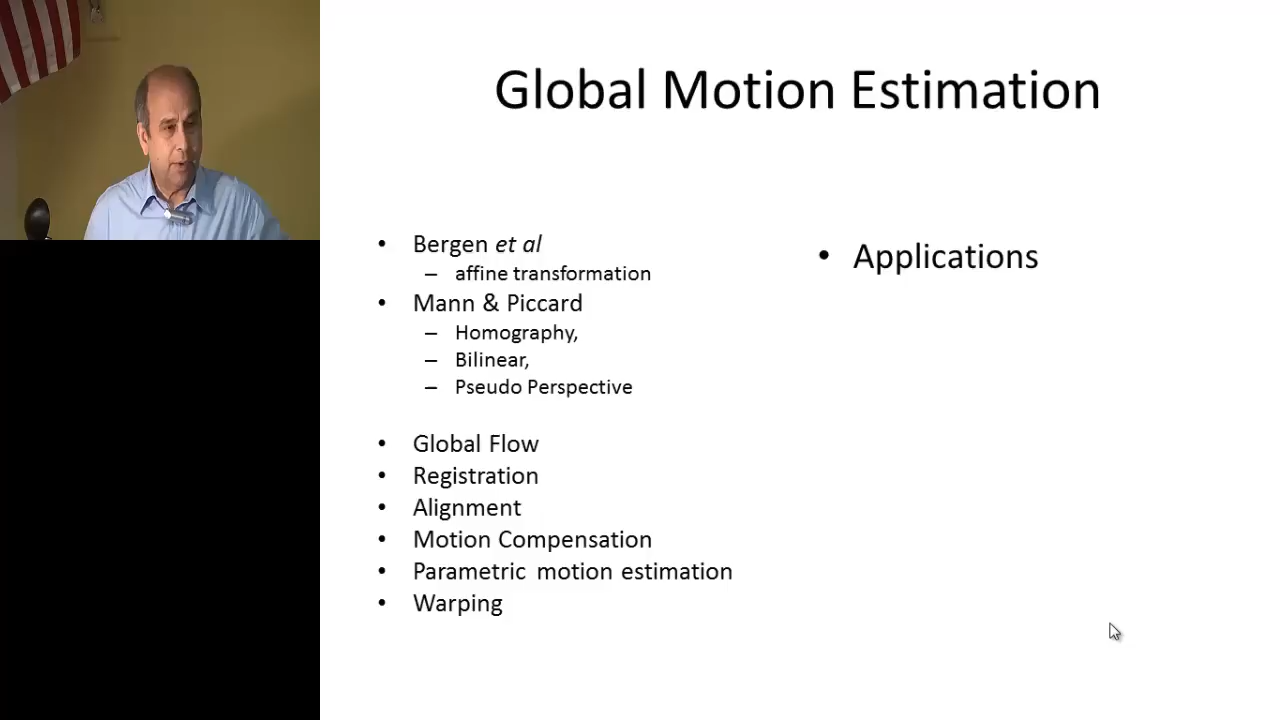 Global Motion Estimation
• Bergen et al
– affine transformation
• Mann & Piccard
– Homography,
– Bilinear,
– Pseudo Perspective
• Global Flow
• Registration
• Alignment
• Motion Compensation
• Parametric motion estimation
• Warping
• Applications